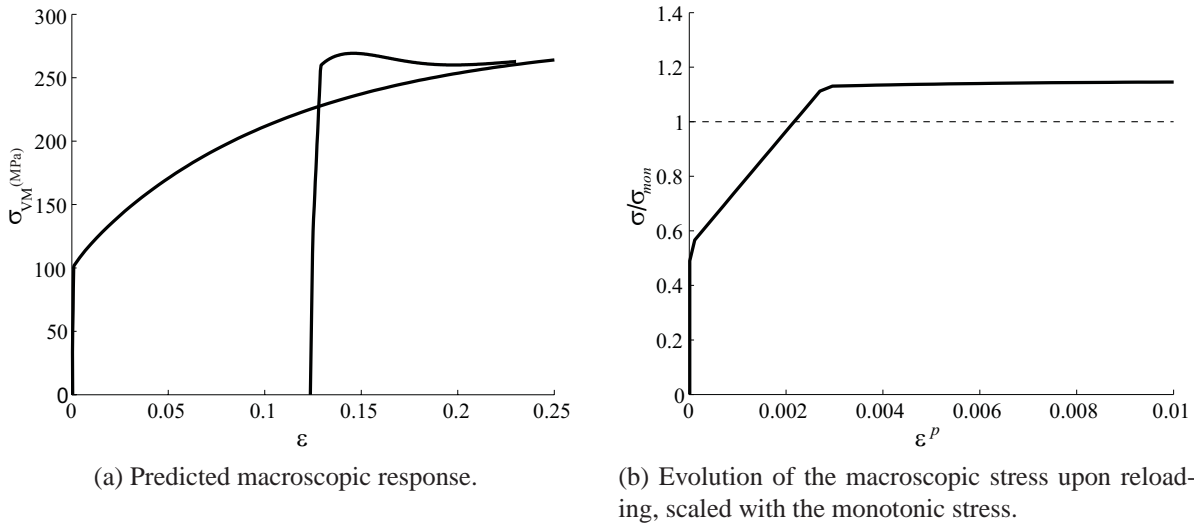 300
250
200
150
100
50
0
σVM(MPa)
0 0.05 0.1 0.15 0.2 0.25
ε
(a) Predicted macroscopic response.
1.4
1.2
1
0.8
0.6
0.4
0.2
0
σ/σmon
0 0.002 0.004 0.006 0.008 0.01
εp
(b) Evolution of the macroscopic stress upon reload-
ing, scaled with the monotonic stress.